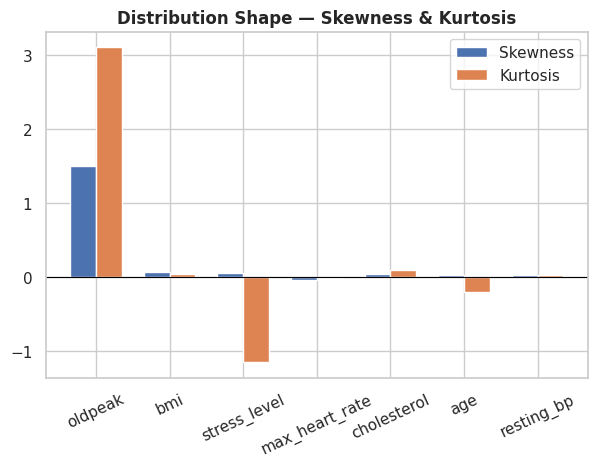 Distribution Shape — Skewness & Kurtosis
Skewness
Kurtosis
3
2
1
0
−1
oldpeak
bmi
stress_level
max_heart_rate
cholesterol
age
resting_bp